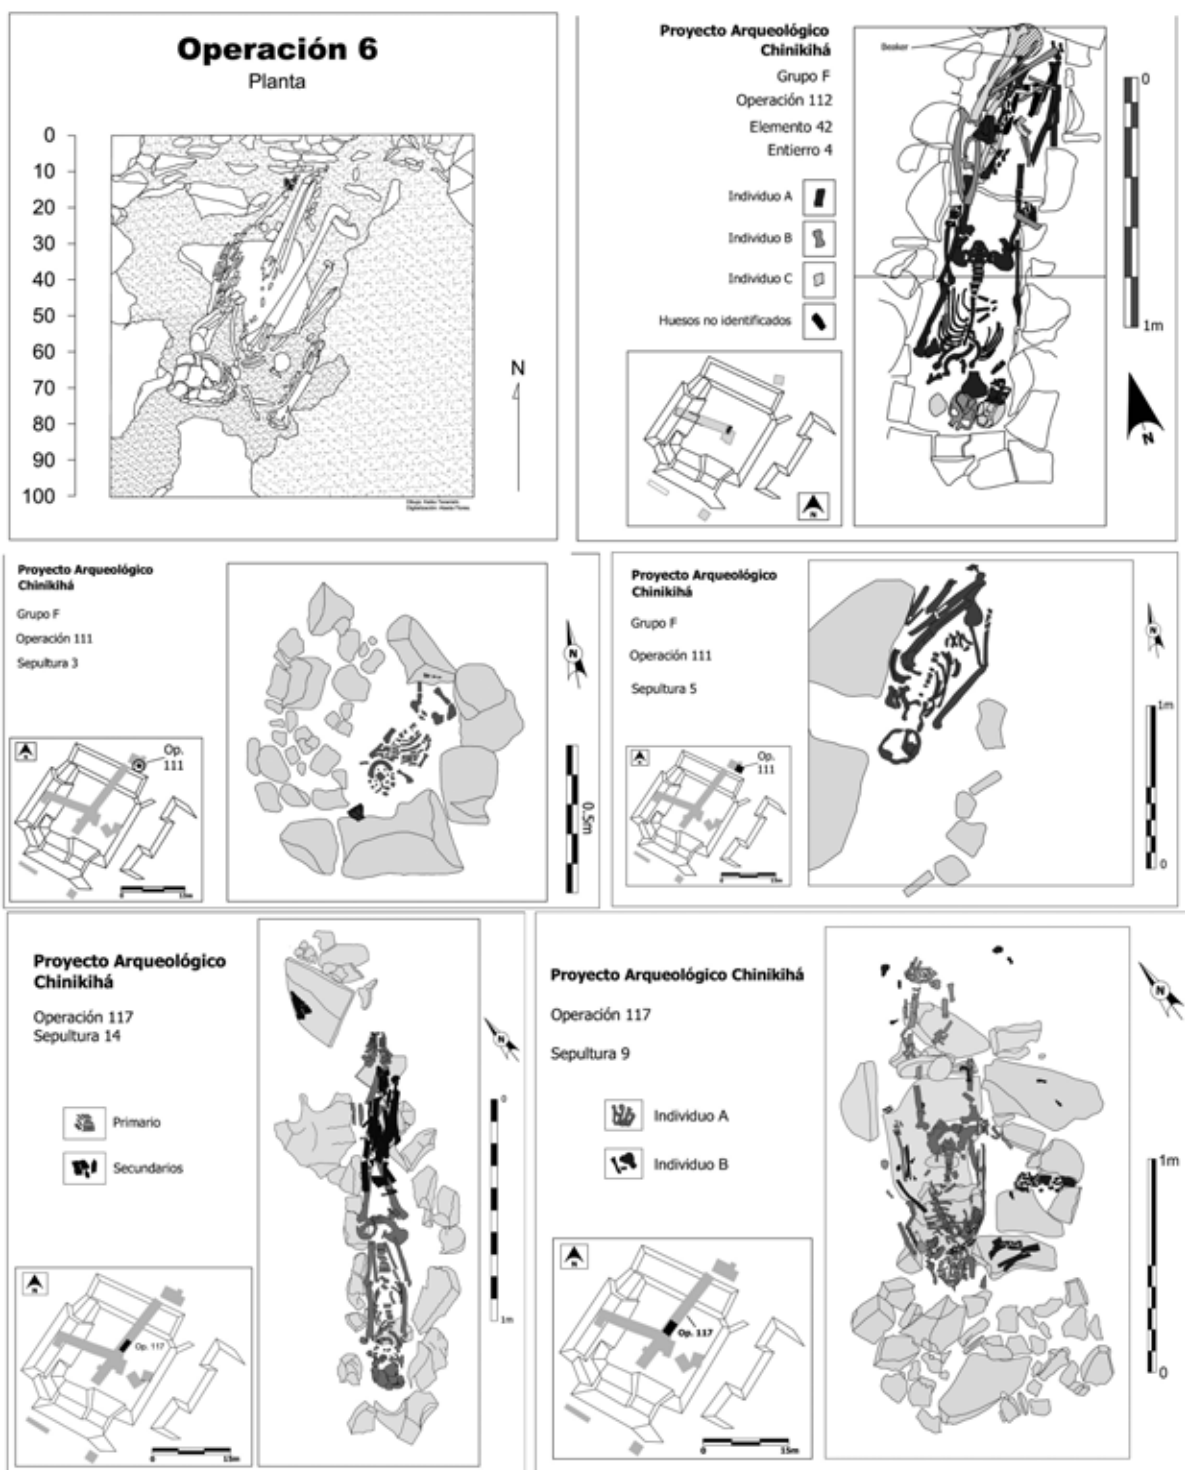 Operación 6
Planta
0
10
20
30
40
50
60
70
80
90
100
N
Proyecto Arqueológico
Chinikihá
Grupo F
Operación 112
Elemento 42
Entierro 4
Individuo A
Individuo B
Individuo C
Huesos no identificados
Beaker
0
1m
N
N
Proyecto Arqueológico
Chinikihá
Grupo F
Operación 111
Sepultura 3
Op.
111
0
15m
N
0.5m
Proyecto Arqueológico
Chinikihá
Grupo F
Operación 111
Sepultura 5
Op.
111
0
15m
N
1m
0
Proyecto Arqueológico
Chinikihá
Operación 117
Sepultura 14
Primario
Secundarios
N
Op. 117
0
15m
N
0
1m
Proyecto Arqueológico Chinikihá
Operación 117
Sepultura 9
Individuo A
Individuo B
N
Op. 117
0
15m
N
1m
0